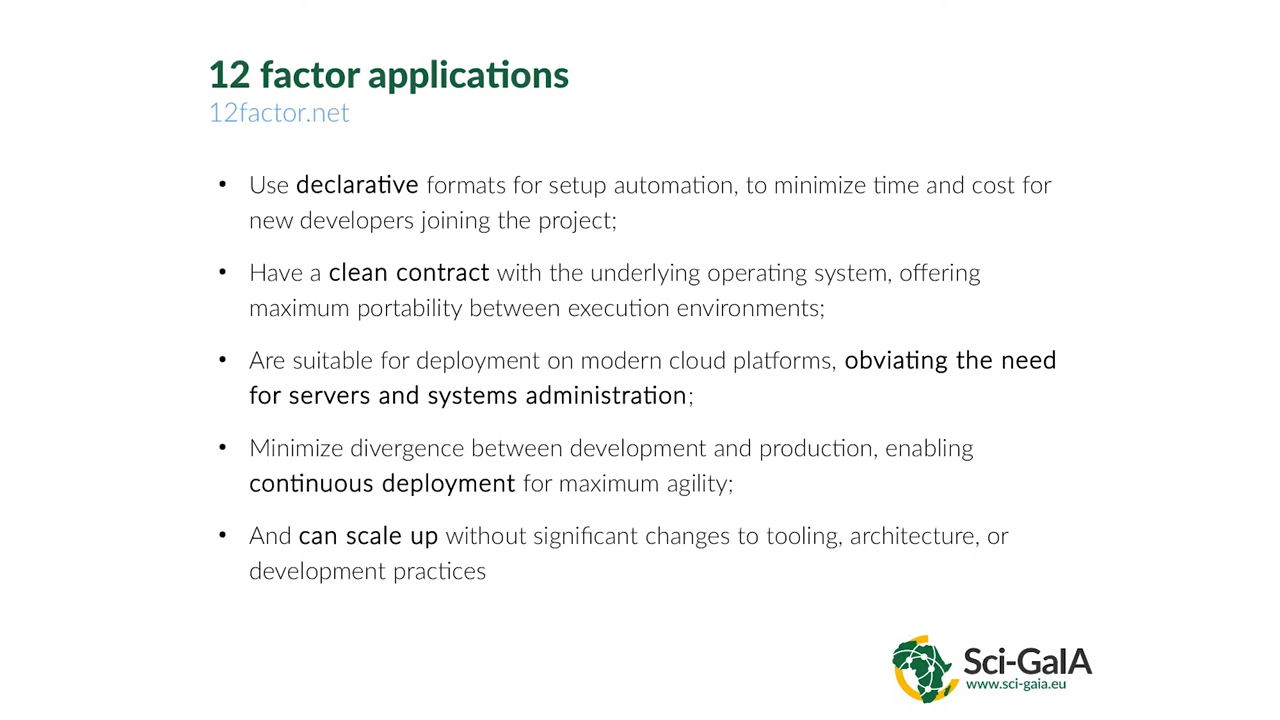 12 factor applications
12factor.net
• Use declarative formats for setup automation, to minimize time and cost for
new developers joining the project;
• Have a clean contract with the underlying operating system, offering
maximum portability between execution environments;
• Are suitable for deployment on modern cloud platforms, obviating the need
for servers and systems administration;
• Minimize divergence between development and production, enabling
continuous deployment for maximum agility;
• And can scale up without significant changes to tooling, architecture, or
development practices
Sci-GaIA
www.sci-gaia.eu